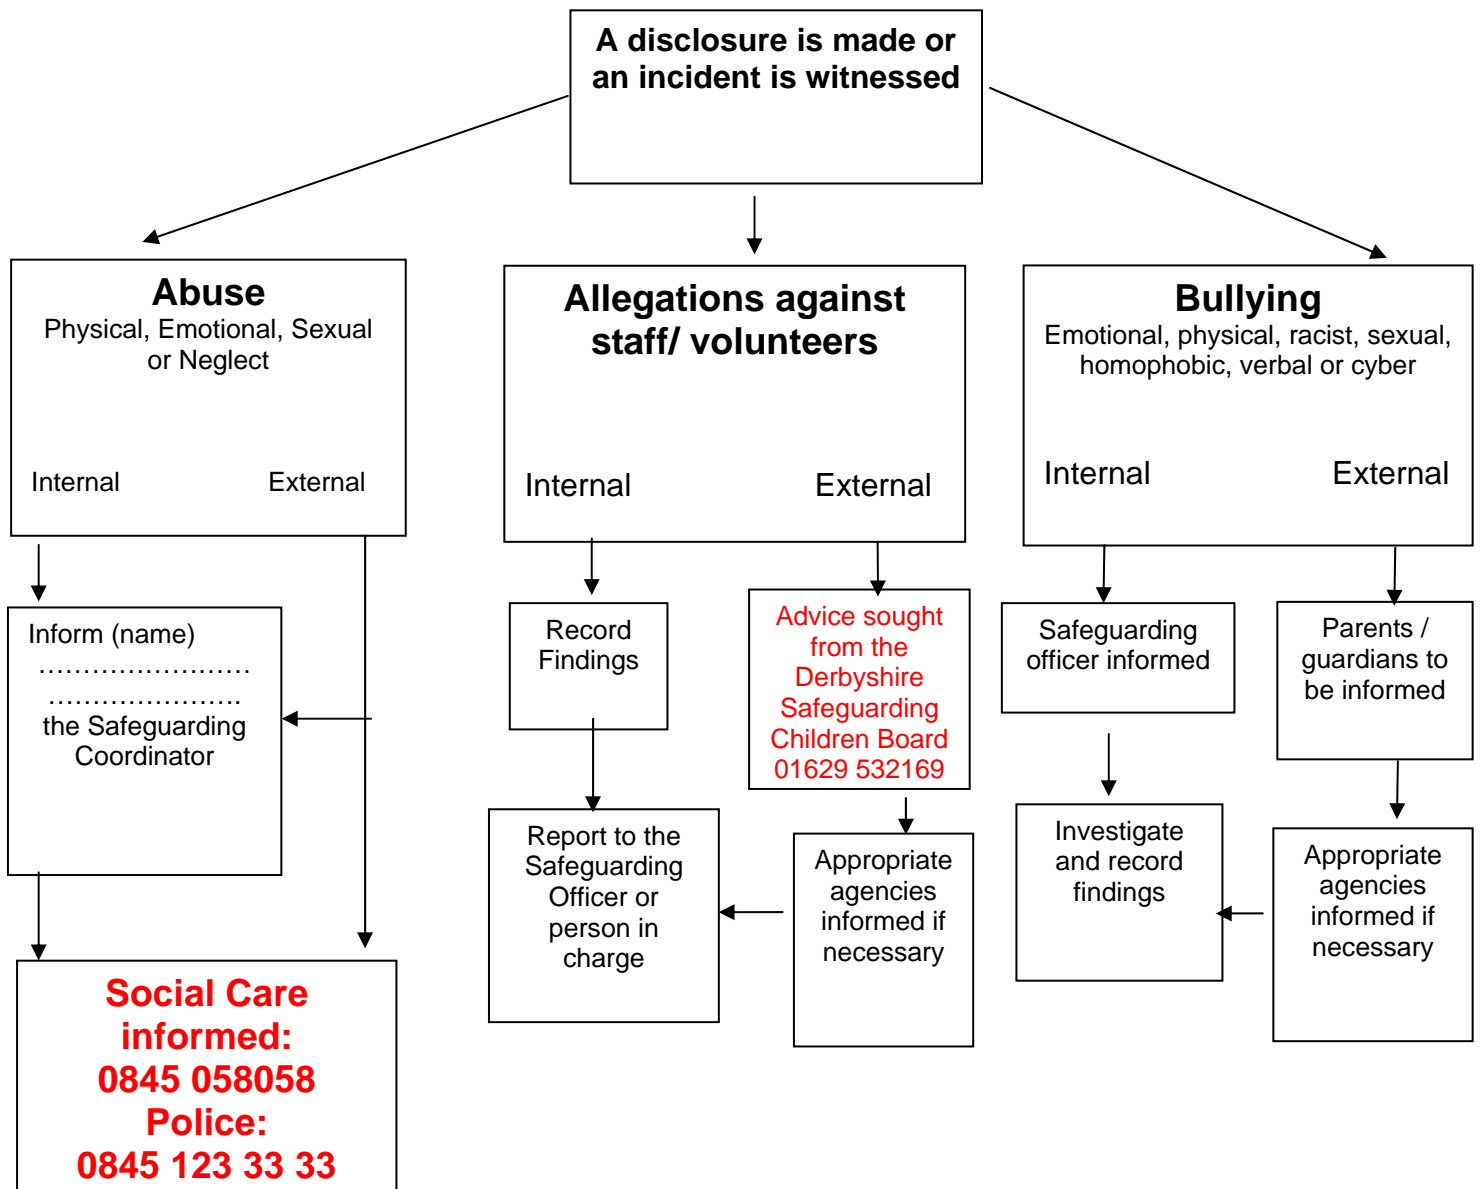 A disclosure is made or
an incident is witnessed
Abuse
Physical, Emotional, Sexual
or Neglect
Internal External
Allegations against
staff/ volunteers
Internal External
Bullying
Emotional, physical, racist, sexual,
homophobic, verbal or cyber
Internal External
Inform (name)
……………………
………………….
the Safeguarding
Coordinator
Social Care
informed:
0845 058058
Police:
0845 123 33 33
Record
Findings
Advice sought
from the
Derbyshire
Safeguarding
Children Board
01629 532169
Report to the
Safeguarding
Officer or
person in
charge
Appropriate
agencies
informed if
necessary
Safeguarding
officer informed
Parents /
guardians to
be informed
Investigate
and record
findings
Appropriate
agencies
informed if
necessary